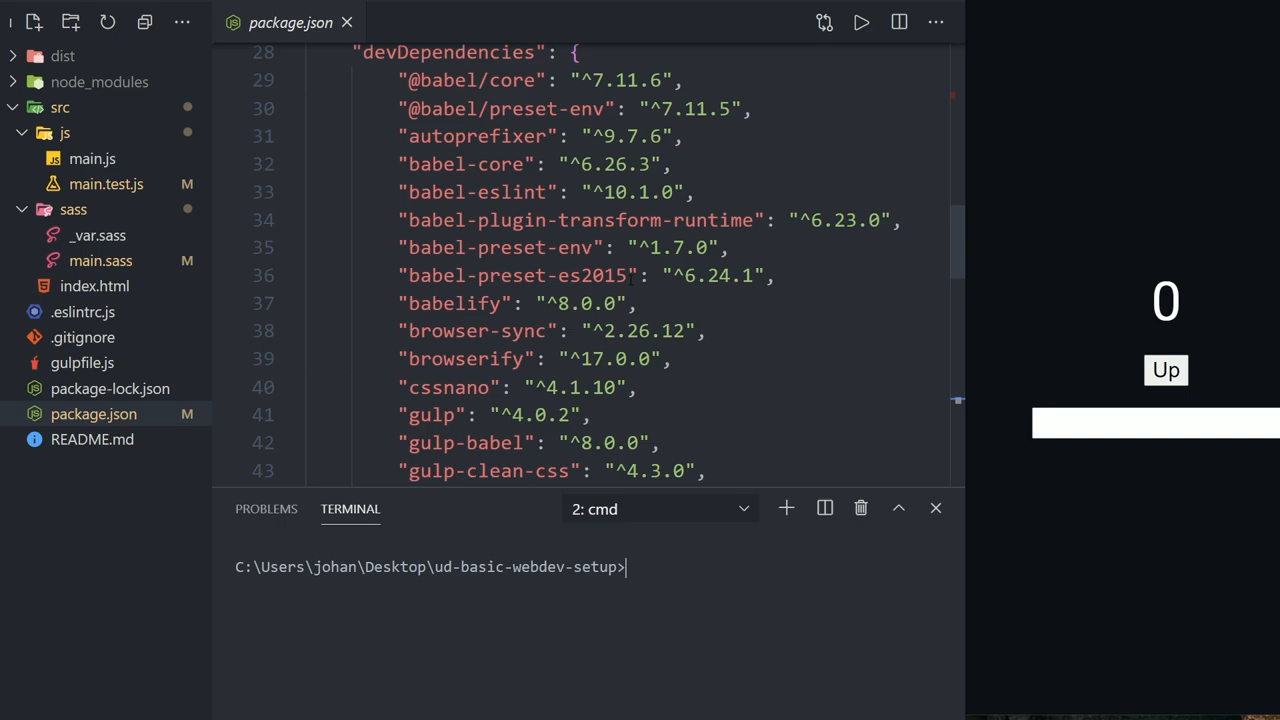 package.json
dist
node_modules
src
js
main.js
main.test.js M
sass
_var.sass
main.sass M
index.html
.eslintrc.js
.gitignore
gulpfile.js
package-lock.json
package.json M
README.md
28 "devDependencies": {
29 "@babel/core": "^7.11.6",
30 "@babel/preset-env": "^7.11.5",
31 "autoprefixer": "^9.7.6",
32 "babel-core": "^6.26.3",
33 "babel-eslint": "^10.1.0",
34 "babel-plugin-transform-runtime": "^6.23.0",
35 "babel-preset-env": "^1.7.0",
36 "babel-preset-es2015": "^6.24.1",
37 "babelify": "^8.0.0",
38 "browser-sync": "^2.26.12",
39 "browserify": "^17.0.0",
40 "cssnano": "^4.1.10",
41 "gulp": "^4.0.2",
42 "gulp-babel": "^8.0.0",
43 "gulp-clean-css": "^4.3.0",
PROBLEMS TERMINAL 2: cmd
C:\Users\johan\Desktop\ud-basic-webdev-setup>
0
Up